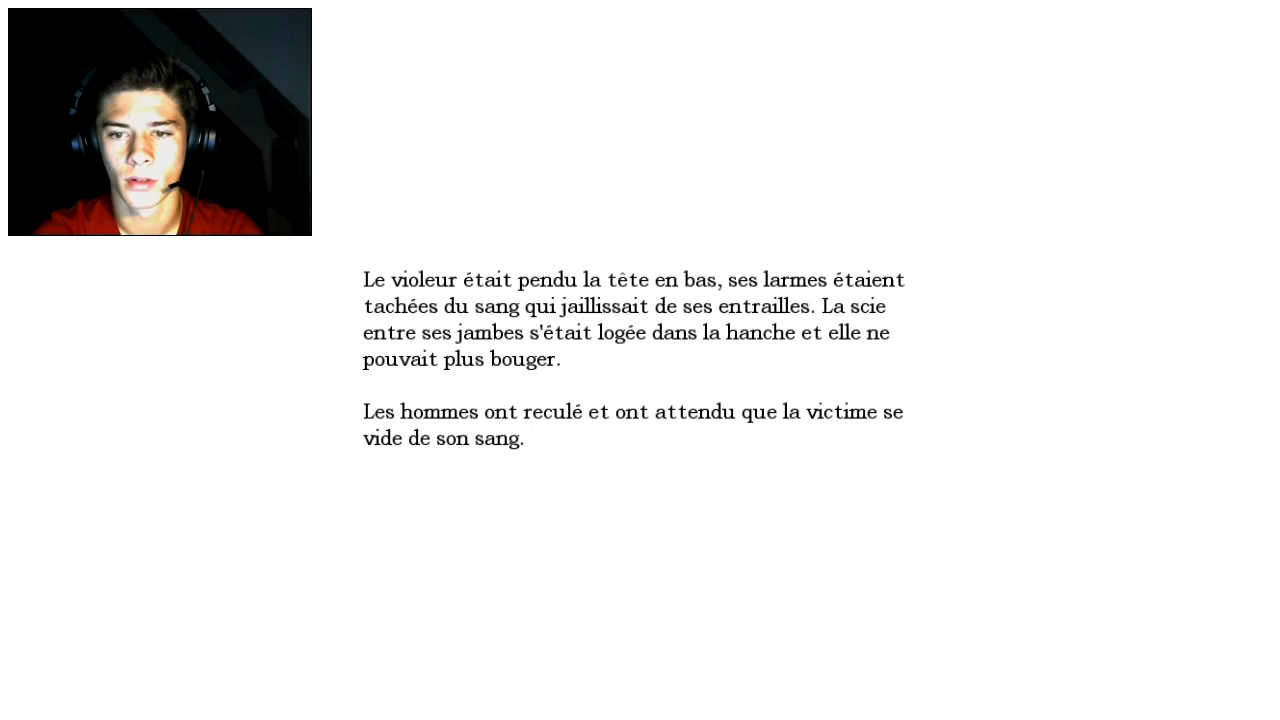 Le violeur était pendu la tête en bas, ses larmes étaient
tachées du sang qui jaillissait de ses entrailles. La scie
entre ses jambes s'était logée dans la hanche et elle ne
pouvait plus bouger.
Les hommes ont reculé et ont attendu que la victime se
vide de son sang.